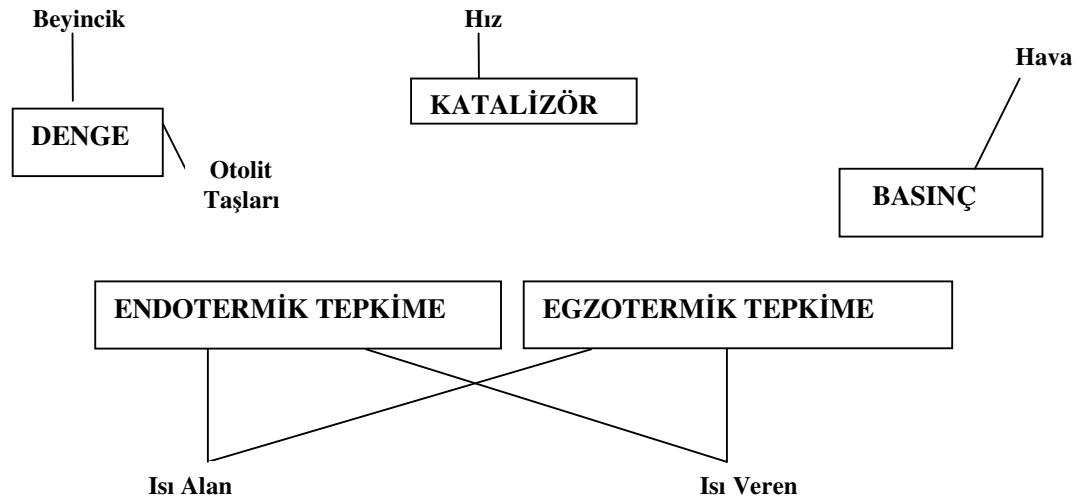 Beyincik
Hız
Hava
KATALİZÖR
DENGE
Otolit
Taşları
BASINÇ
ENDOTERMİK TEPKİME
EGZOTERMİK TEPKİME
Isı Alan
Isı Veren